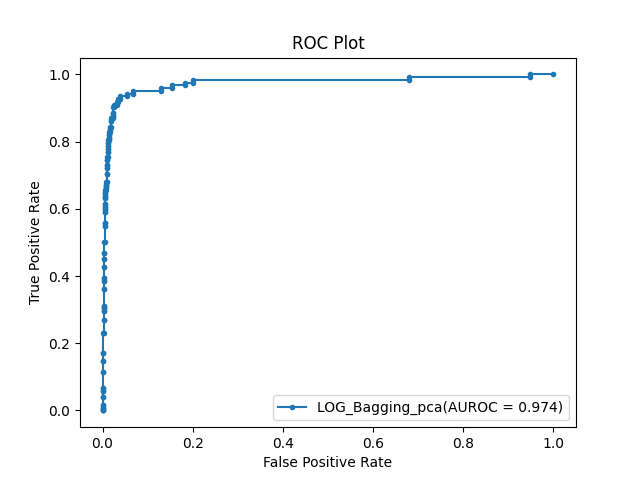 ROC Plot
1.0
0.8
0.6
0.4
0.2
0.0
True Positive Rate
LOG_Bagging_pca(AUROC = 0.974)
0.0 0.2 0.4 0.6 0.8 1.0
False Positive Rate